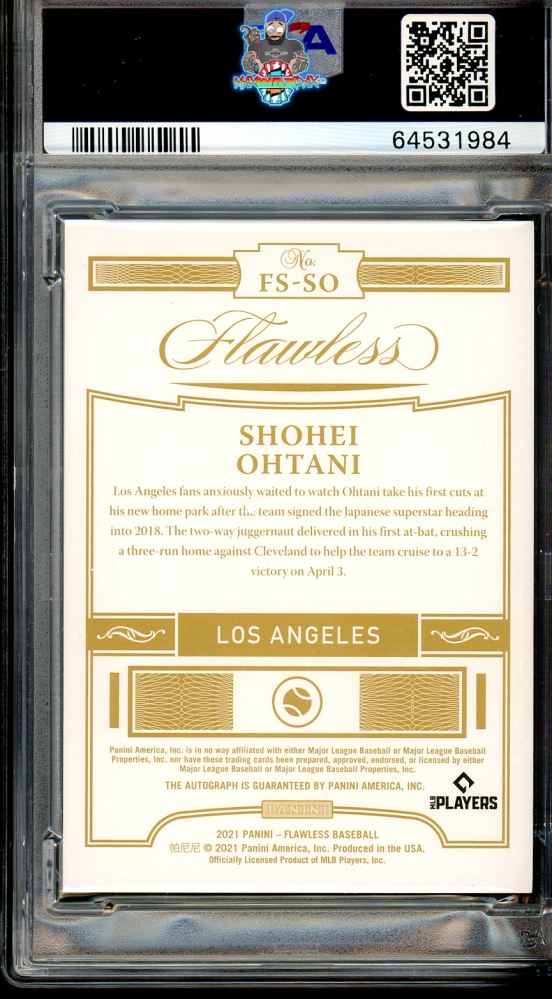 64531984
No.
FS-SO
Flawless
SHOHEI
OHTANI
Los Angeles fans anxiously waited to watch Ohtani take his first cuts at
his new home park after the team signed the Japanese superstar heading
into 2018. The two-way juggernaut delivered in his first at-bat, crushing
a three-run home against Cleveland to help the team cruise to a 13-2
victory on April 3.
LOS ANGELES
Panini America, Inc. is in no way affiliated with either Major League Baseball or Major League Baseball
Properties, Inc. nor have these trading cards been prepared, approved, endorsed, or licensed by either
Major League Baseball or Major League Baseball Properties, Inc.
THE AUTOGRAPH IS GUARANTEED BY PANINI AMERICA, INC.
MLB PLAYERS
PANINI
2021 PANINI – FLAWLESS BASEBALL
帕尼尼 © 2021 Panini America, Inc. Produced in the USA.
Officially Licensed Product of MLB Players, Inc.